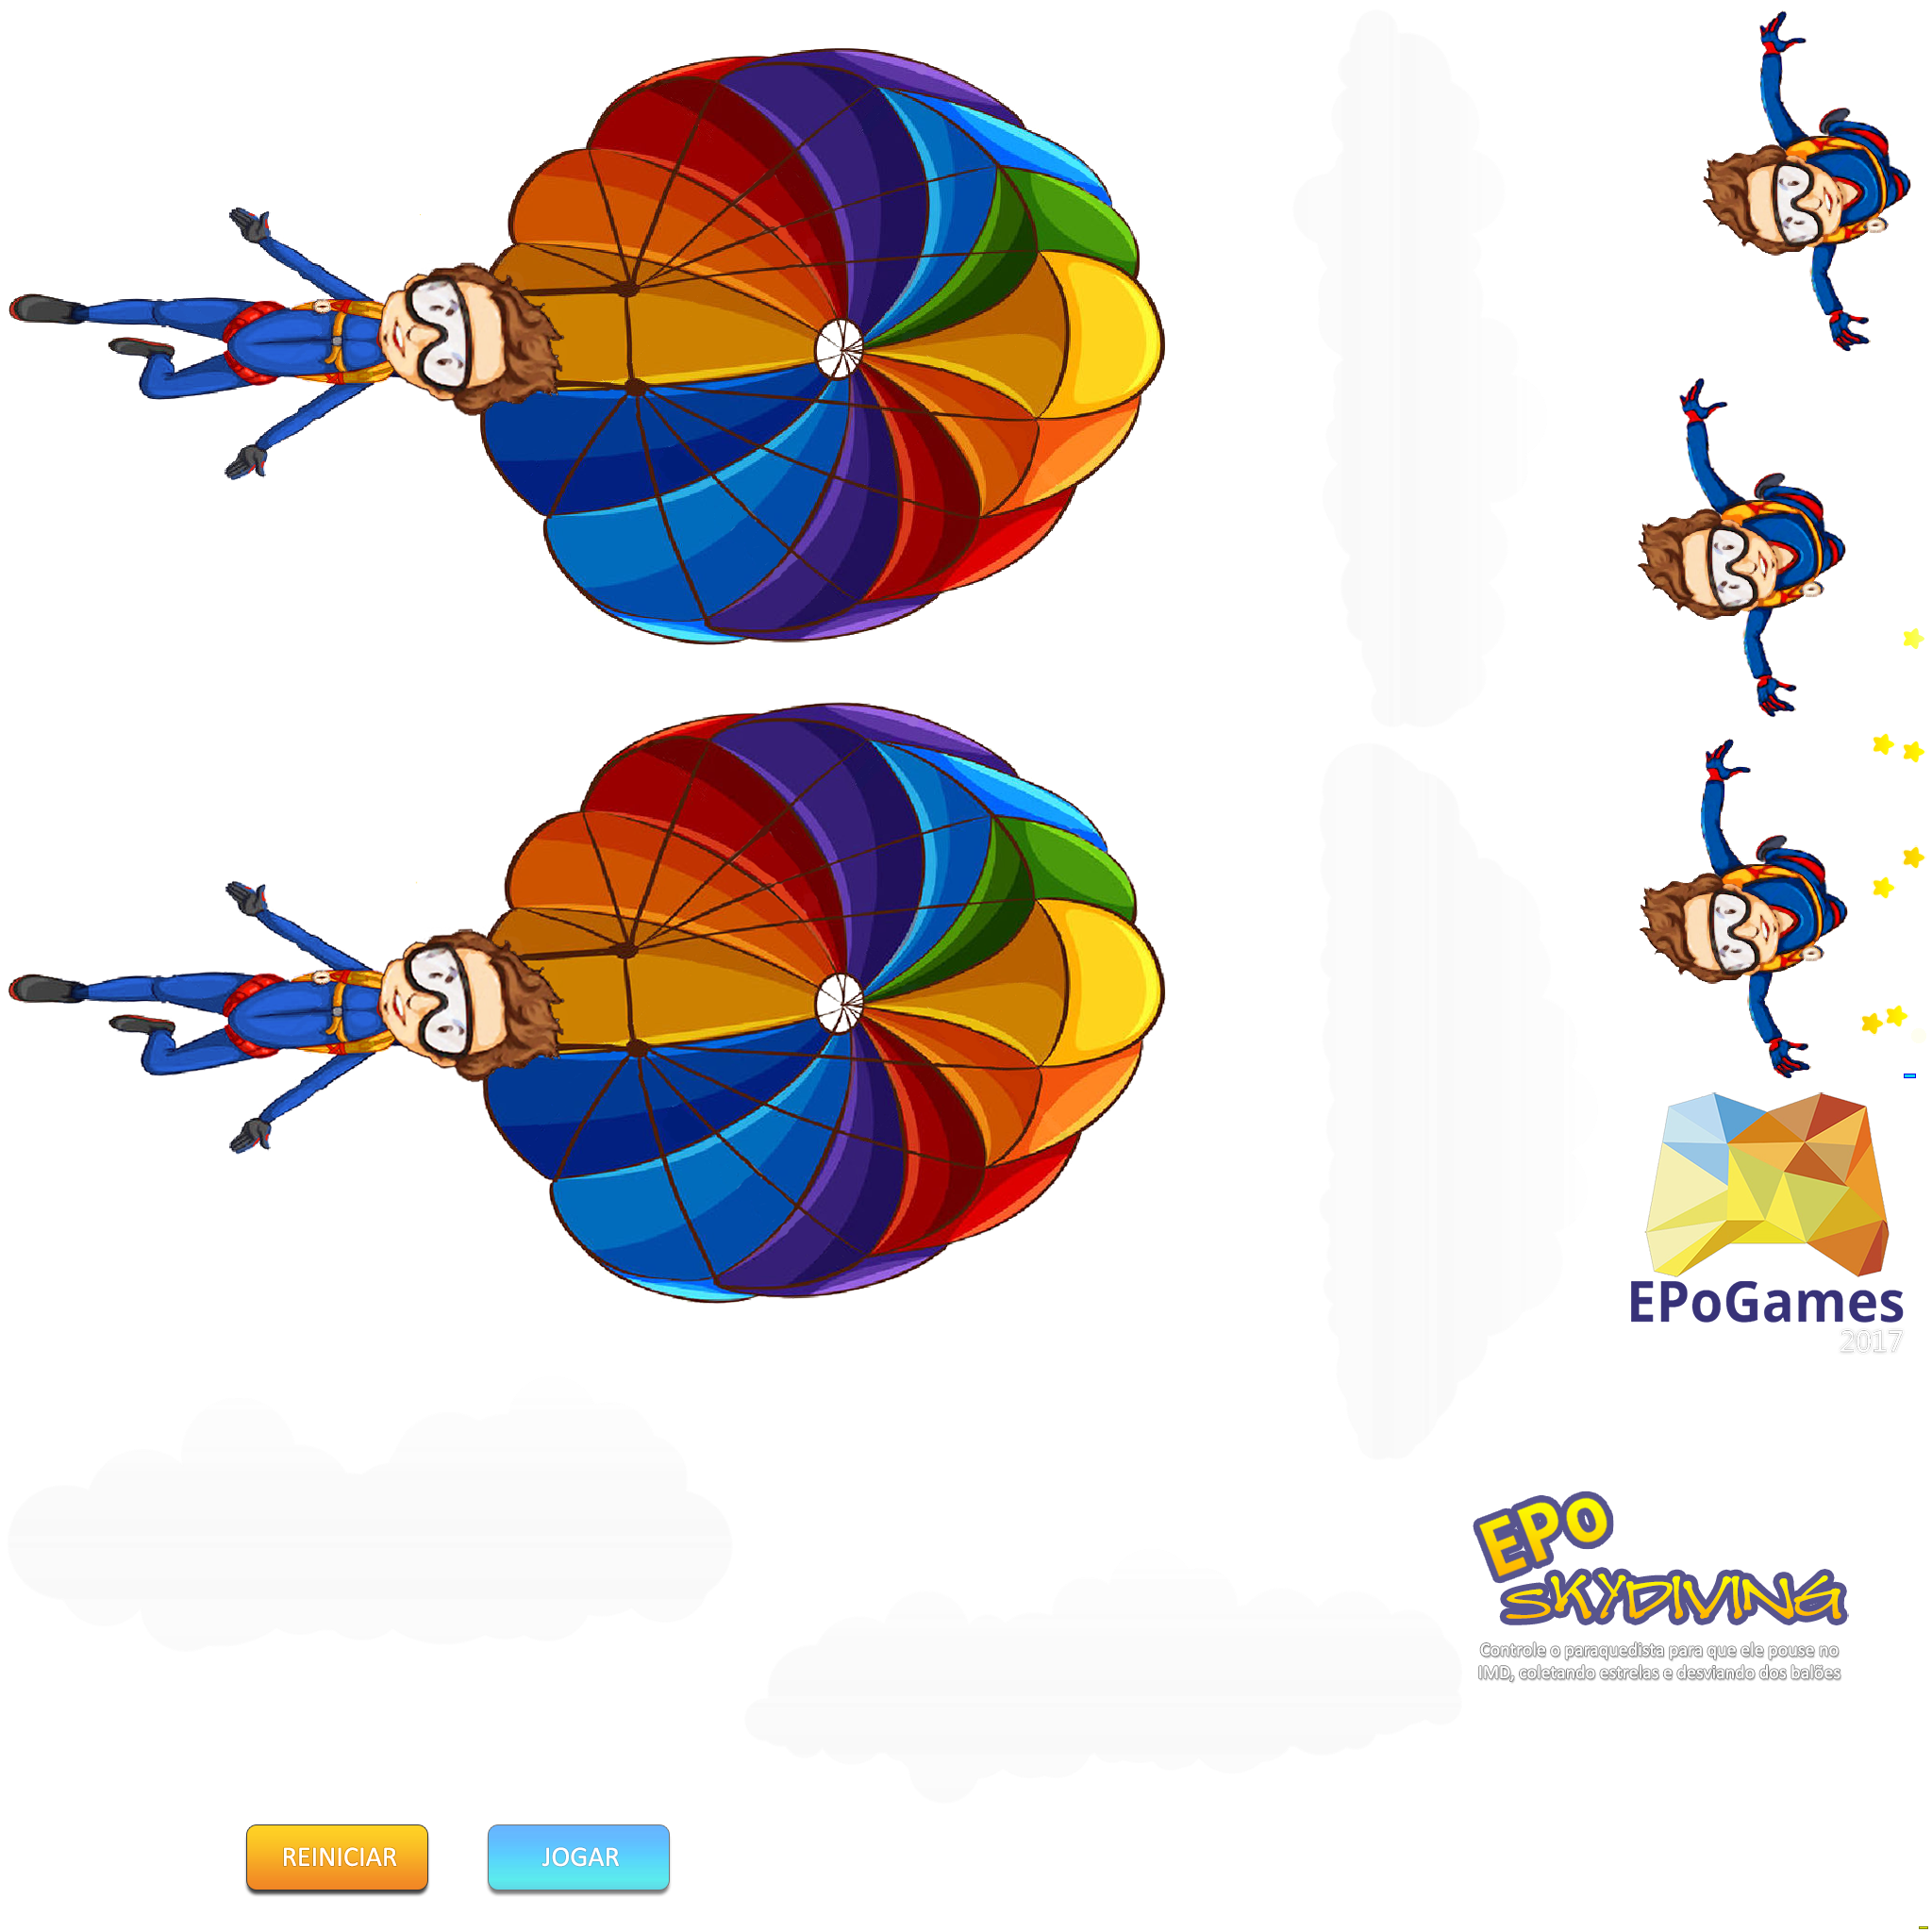 EPoGames
2017
EPO
SKYDIVING
Controle o paraquedista para que ele pouse no
IMD, coletando estrelas e desviando dos balões
REINICIAR
JOGAR